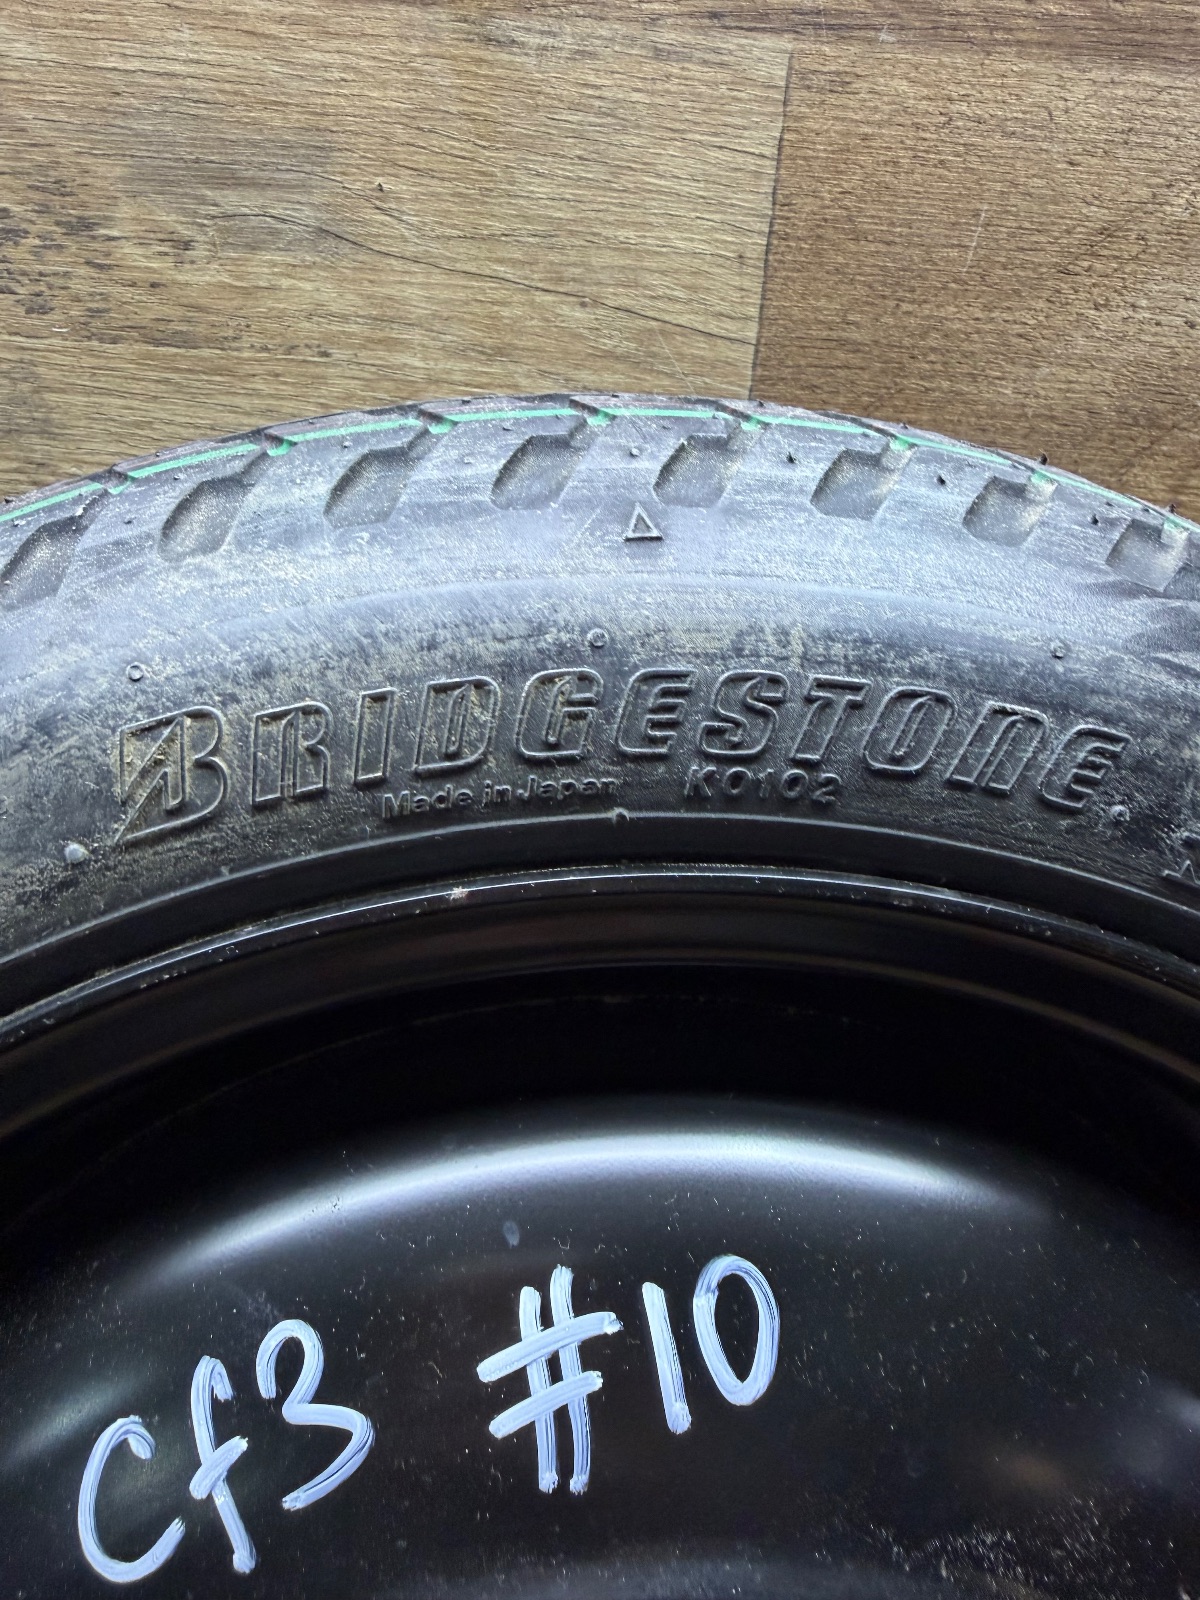 BRIDGESTONE
Made in Japan K0102
Cf3 #10